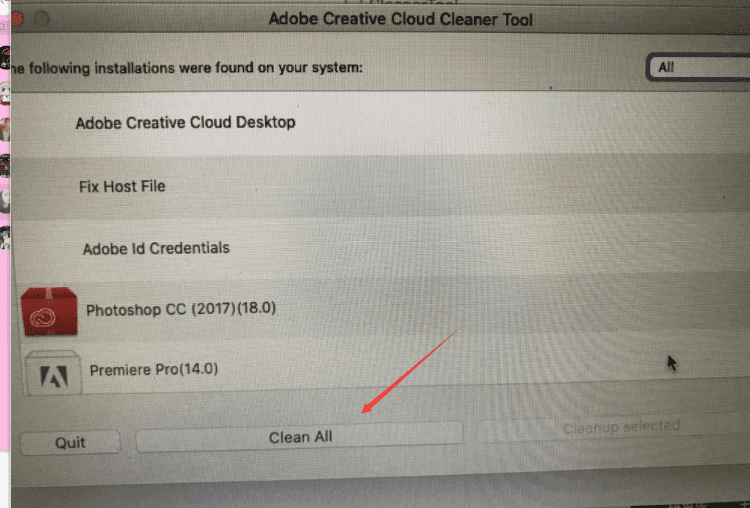 Adobe Creative Cloud Cleaner Tool
he following installations were found on your system:
All
Adobe Creative Cloud Desktop
Fix Host File
Adobe Id Credentials
Photoshop CC (2017)(18.0)
Premiere Pro(14.0)
Quit
Clean All
Cleanup selected